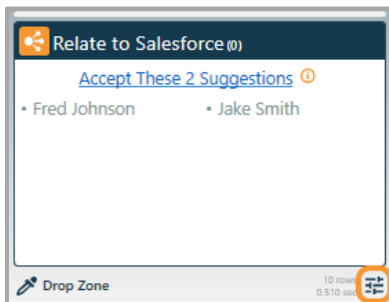 Relate to Salesforce (0)
Accept These 2 Suggestions
• Fred Johnson • Jake Smith
Drop Zone
10 rows
0.510 sec